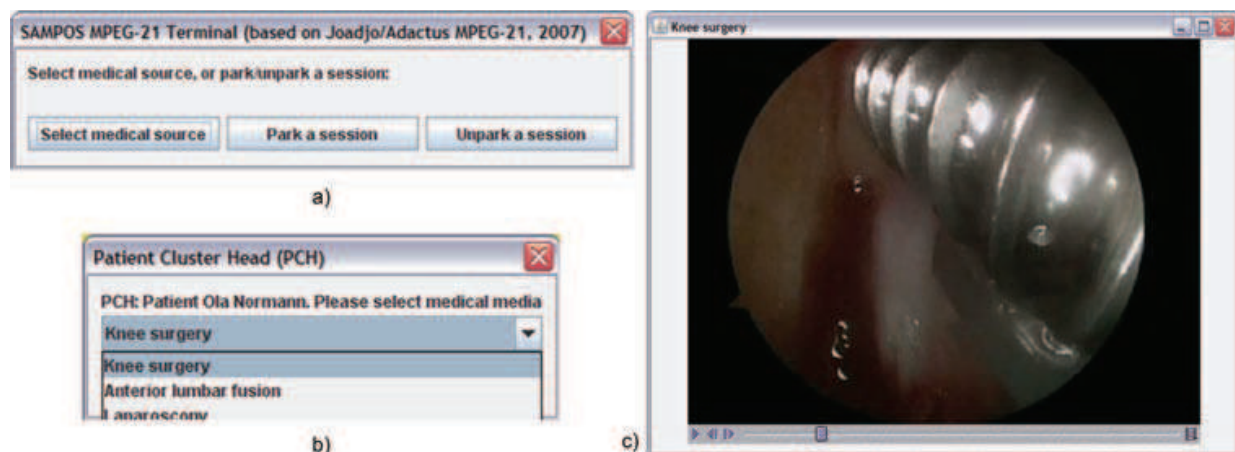 SAMPOS MPEG-21 Terminal (based on Joadjo/Adactus MPEG-21, 2007)
Select medical source, or park/unpark a session:
Select medical source
Park a session
Unpark a session
a)
Patient Cluster Head (PCH)
PCH: Patient Ola Normann. Please select medical media
Knee surgery
Knee surgery
Anterior lumbar fusion
Laparoscopy
b)
Knee surgery
c)